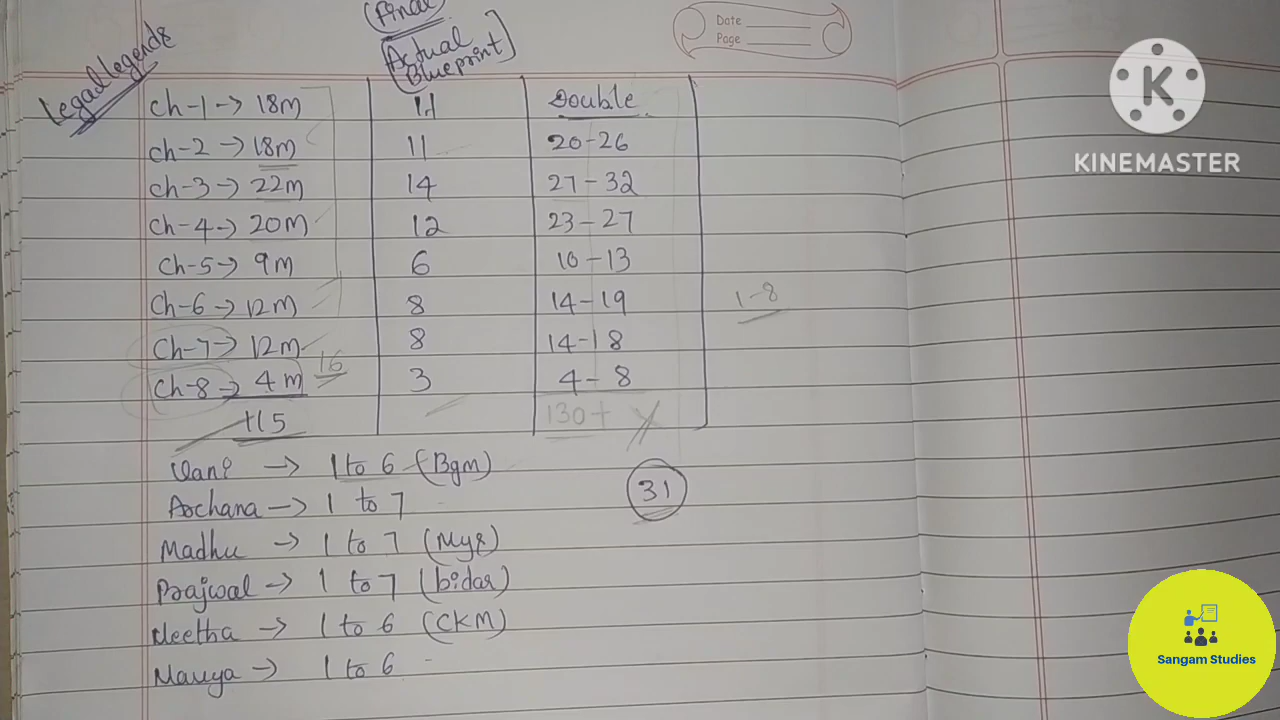 (Final)
Legal legends
[Actual Blueprint]
Date
Page
K
KINEMASTER
Ch-1 → 18M 11 Double
Ch-2 → 18M 11 20-26
Ch-3 → 22M 14 27-32
Ch-4 → 20M 12 23-27
Ch-5 → 9M 6 10-13
Ch-6 → 12M 8 14-19
1-8
Ch-7 → 12M 8 14-18
16
Ch-8 → 4M 3 4-8
115 130+
Vani → 1 to 6 (Bgm)
31
Archana → 1 to 7
Madhu → 1 to 7 (Mys)
Prajwal → 1 to 7 (bidar)
Neetha → 1 to 6 (CKM)
→ 1 to 6
Sangam Studies